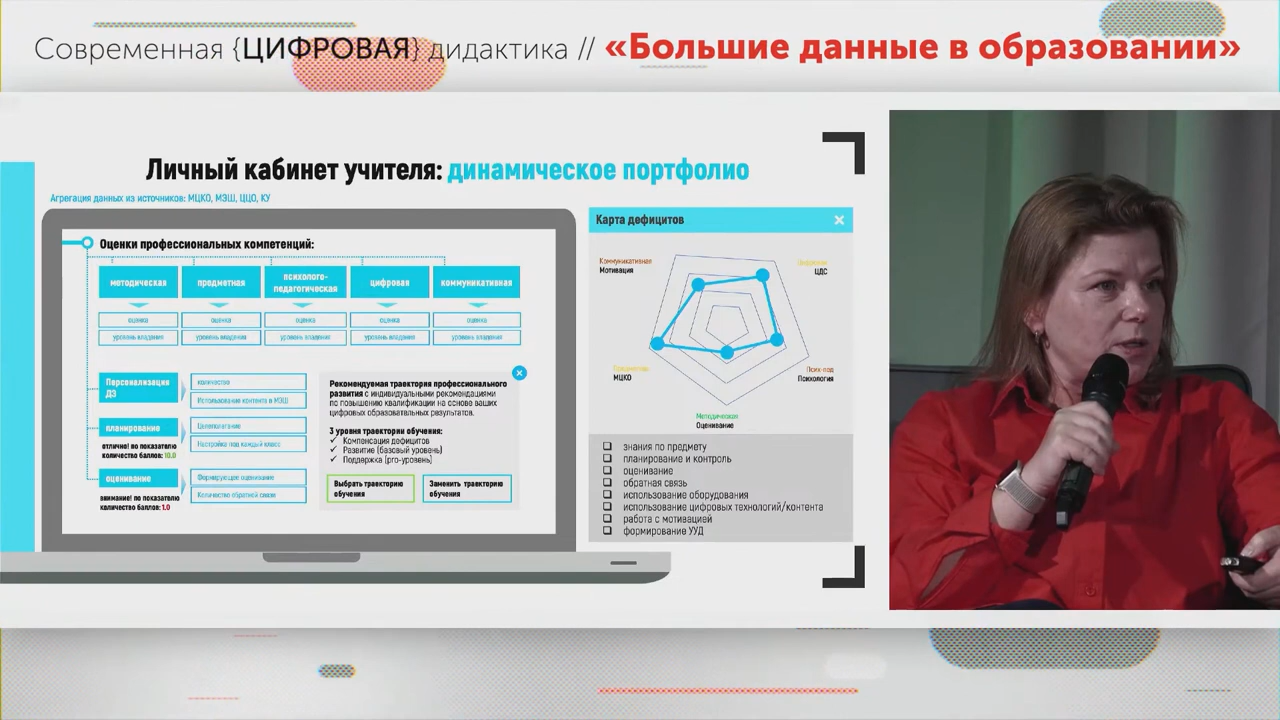 Современная {ЦИФРОВАЯ} дидактика // «Большие данные в образовании»
Личный кабинет учителя: динамическое портфолио
Агрегация данных из источников: МЦКО, МЭШ, ЦЦО, КУ
Оценки профессиональных компетенций:
методическая
предметная
психолого-
педагогическая
цифровая
коммуникативная
оценка
оценка
оценка
оценка
оценка
уровень владения
уровень владения
уровень владения
уровень владения
уровень владения
Персонализация
ДЗ
количество
Использование контента в МЭШ
планирование
Целеполагание
Настройка под каждый класс
отлично! по показателю
количество баллов: 10.0
оценивание
Формирующее оценивание
Количество обратной связи
внимание! по показателю
количество баллов: 1.0
Рекомендуемая траектория профессионального
развития с индивидуальными рекомендациями
по повышению квалификации на основе ваших
цифровых образовательных результатов.
3 уровня траектории обучения:
✓ Компенсация дефицитов
✓ Развитие (базовый уровень)
✓ Поддержка (pro-уровень)
Выбрать траекторию
обучения
Заменить траекторию
обучения
Карта дефицитов
Коммуникативная
Мотивация
ЦДС
МЦКО
Псих-пед
Психология
Методическая
Оценивание
знания по предмету
планирование и контроль
оценивание
обратная связь
использование оборудования
использование цифровых технологий/контента
работа с мотивацией
формирование УУД